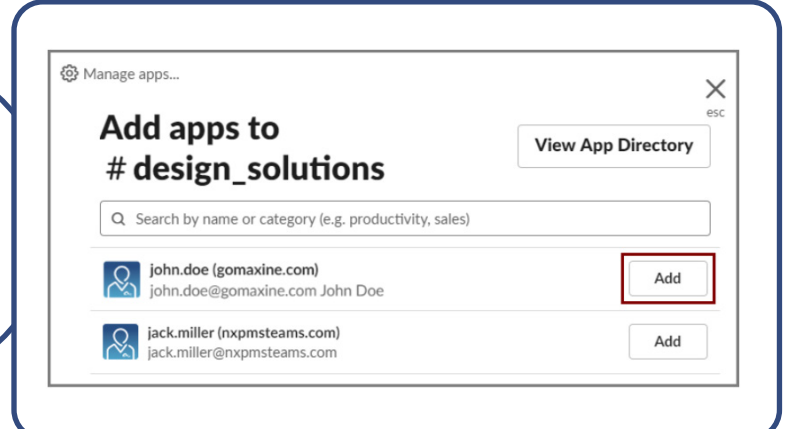 Manage apps...
esc
Add apps to
# design_solutions
View App Directory
Search by name or category (e.g. productivity, sales)
john.doe (gomaxine.com)
john.doe@gomaxine.com John Doe
Add
jack.miller (nxpmsteams.com)
jack.miller@nxpmsteams.com
Add